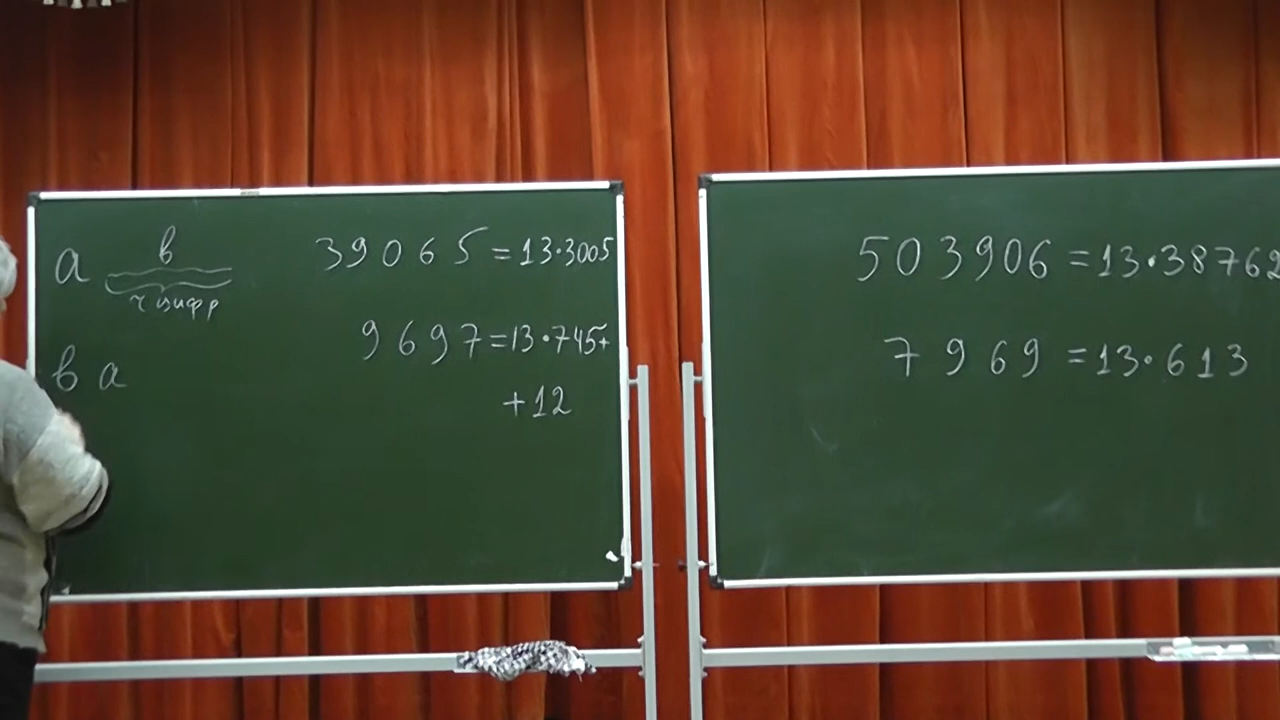 а в
39065 = 13·3005
ч цифр
9697 = 13·745+
в а
+12
503906 = 13·38762
7969 = 13·613